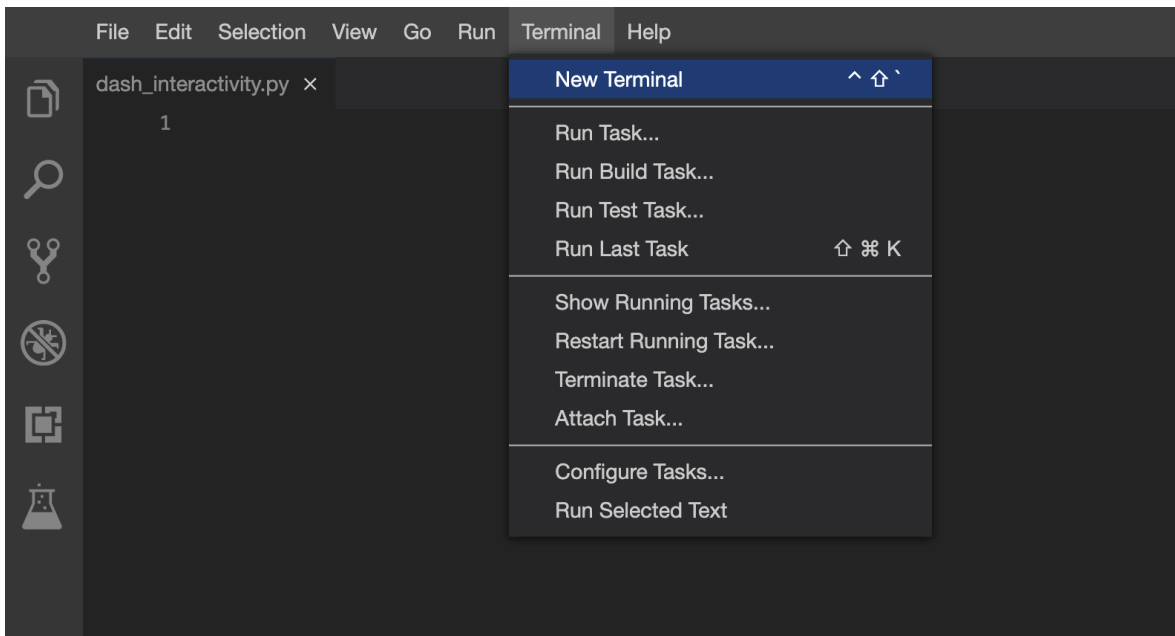 File Edit Selection View Go Run Terminal Help
dash_interactivity.py ×
1
New Terminal ^⇧`
Run Task...
Run Build Task...
Run Test Task...
Run Last Task ⇧⌘K
Show Running Tasks...
Restart Running Task...
Terminate Task...
Attach Task...
Configure Tasks...
Run Selected Text